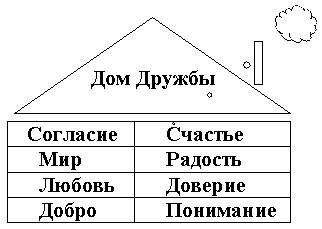 Дом Дружбы
Согласие Счастье
Мир Радость
Любовь Доверие
Добро Понимание